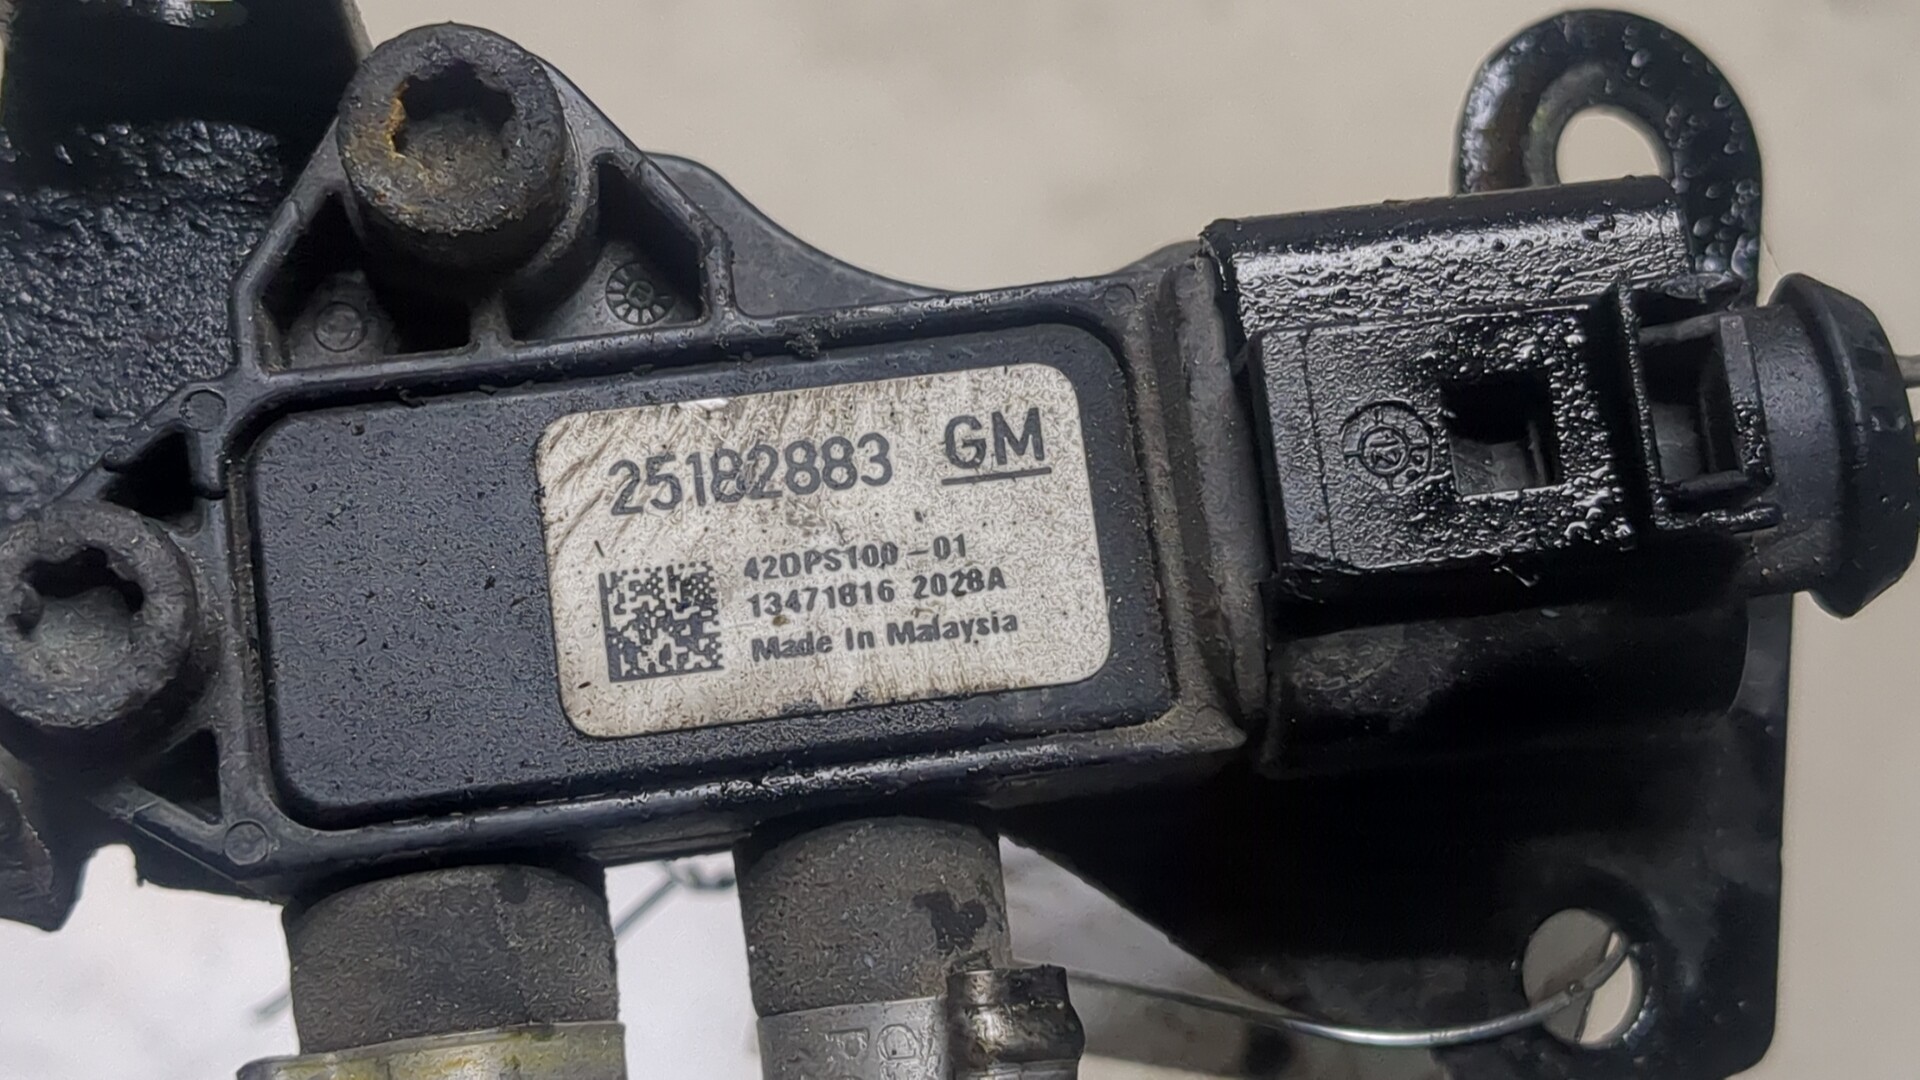 25182883 GM
42DPS100-01
13471816 2028A
Made In Malaysia